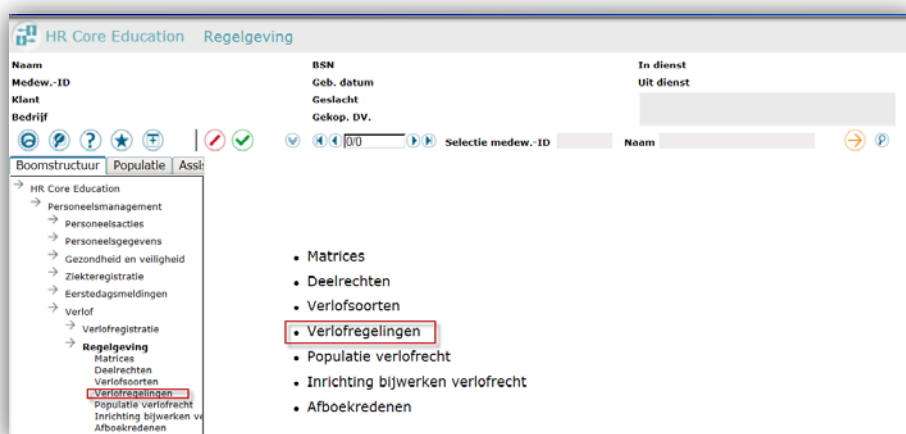 HR Core Education Regelgeving
Naam BSN In dienst
Medew.-ID Geb. datum Uit dienst
Klant Geslacht
Bedrijf Gekop. DV.
? 0/0 Selectie medew.-ID Naam
Boomstructuur Populatie Assi
HR Core Education
Personeelsmanagement
Personeelsacties
Personeelsgegevens
Gezondheid en veiligheid
Ziekteregistratie
Eerstedagsmeldingen
Verlof
Verlofregistratie
Regelgeving
Matrices
Deelrechten
Verlofsoorten
Verlofregelingen
Populatie verlofrecht
Inrichting bijwerken ve
Afboekredenen
• Matrices
• Deelrechten
• Verlofsoorten
• Verlofregelingen
• Populatie verlofrecht
• Inrichting bijwerken verlofrecht
• Afboekredenen